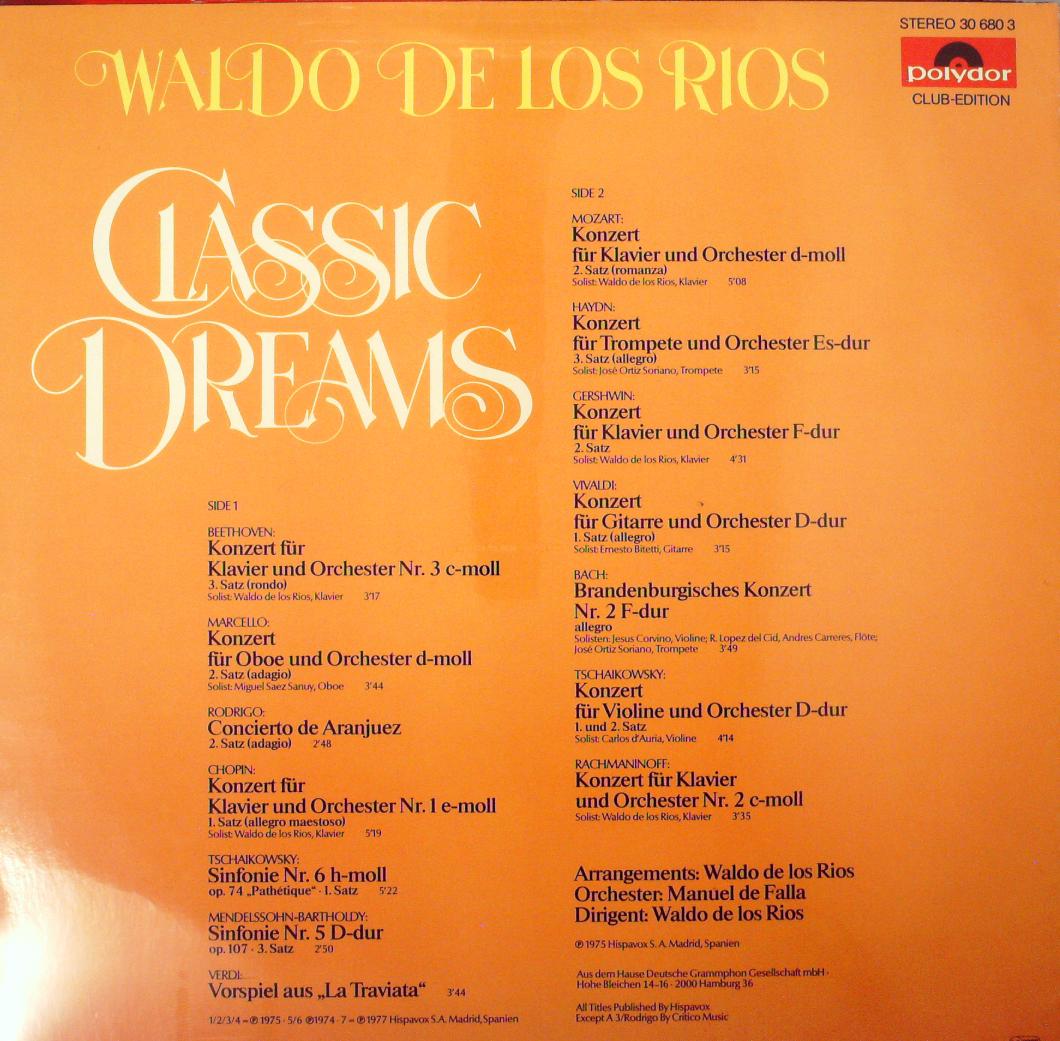 STEREO 30 680 3
polydor
CLUB-EDITION
WALDO DE LOS RIOS
CLASSIC
DREAMS
SIDE 1
BEETHOVEN:
Konzert für
Klavier und Orchester Nr. 3 c-moll
3. Satz (rondo)
Solist: Waldo de los Rios, Klavier 3'17
MARCELLO:
Konzert
für Oboe und Orchester d-moll
2. Satz (adagio)
Solist: Miguel Saez Sanuy, Oboe 3'44
RODRIGO:
Concierto de Aranjuez
2. Satz (adagio) 2'48
CHOPIN:
Konzert für
Klavier und Orchester Nr. 1 e-moll
1. Satz (allegro maestoso)
Solist: Waldo de los Rios, Klavier 5'19
TSCHAIKOWSKY:
Sinfonie Nr. 6 h-moll
op. 74 „Pathétique“ · 1. Satz 5'22
MENDELSSOHN-BARTHOLDY:
Sinfonie Nr. 5 D-dur
op. 107 · 3. Satz 2'50
VERDI:
Vorspiel aus „La Traviata“ 3'44
1/2/3/4 = ℗ 1975 · 5/6 ℗1974 · 7 = ℗1977 Hispavox S.A. Madrid, Spanien
SIDE 2
MOZART:
Konzert
für Klavier und Orchester d-moll
2. Satz (romanza)
Solist: Waldo de los Rios, Klavier 5'08
HAYDN:
Konzert
für Trompete und Orchester Es-dur
3. Satz (allegro)
Solist: José Ortiz Soriano, Trompete 3'15
GERSHWIN:
Konzert
für Klavier und Orchester F-dur
2. Satz
Solist: Waldo de los Rios, Klavier 4'31
VIVALDI:
Konzert
für Gitarre und Orchester D-dur
1. Satz (allegro)
Solist: Ernesto Bitetti, Gitarre 3'15
BACH:
Brandenburgisches Konzert
Nr. 2 F-dur
allegro
Solisten: Jesus Corvino, Violine; R. Lopez del Cid, Andres Carreres, Flöte;
José Ortiz Soriano, Trompete 3'49
TSCHAIKOWSKY:
Konzert
für Violine und Orchester D-dur
1. und 2. Satz
Solist: Carlos d'Auria, Violine 4'14
RACHMANINOFF:
Konzert für Klavier
und Orchester Nr. 2 c-moll
Solist: Waldo de los Rios, Klavier 3'35
Arrangements: Waldo de los Rios
Orchester: Manuel de Falla
Dirigent: Waldo de los Rios
℗ 1975 Hispavox S. A. Madrid, Spanien
Aus dem Hause Deutsche Grammphon Gesellschaft mbH ·
Hohe Bleichen 14-16 · 2000 Hamburg 36
All Titles Published By Hispavox
Except A 3/Rodrigo By Critico Music